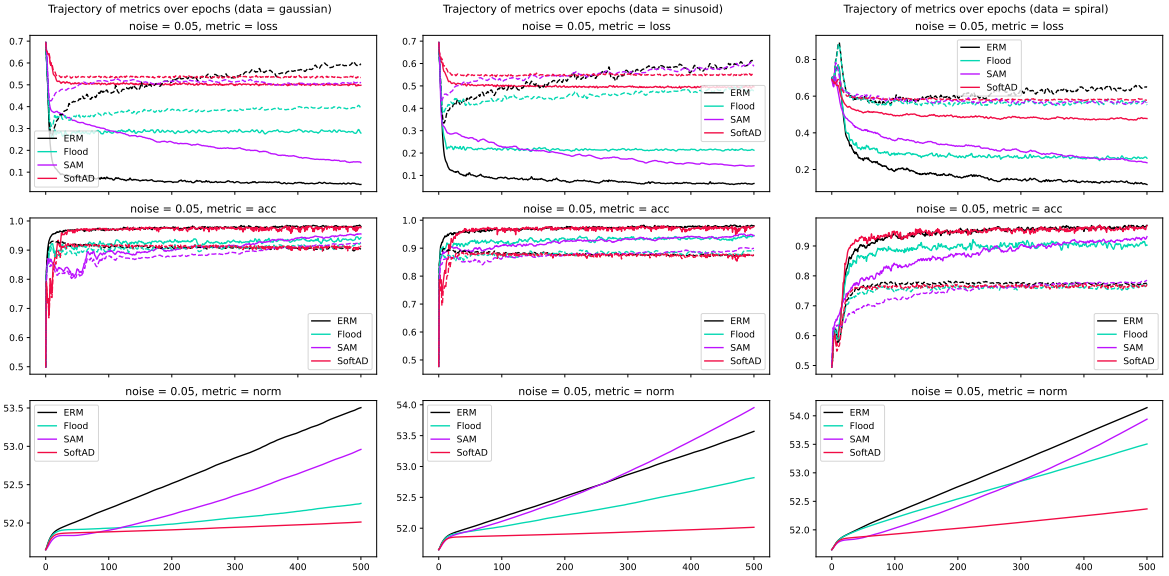 Trajectory of metrics over epochs (data = gaussian)
noise = 0.05, metric = loss
0.7
0.6
0.5
0.4
0.3
0.2
0.1
ERM
Flood
SAM
SoftAD
Trajectory of metrics over epochs (data = sinusoid)
noise = 0.05, metric = loss
0.7
0.6
0.5
0.4
0.3
0.2
0.1
ERM
Flood
SAM
SoftAD
Trajectory of metrics over epochs (data = spiral)
noise = 0.05, metric = loss
0.8
0.6
0.4
0.2
ERM
Flood
SAM
SoftAD
noise = 0.05, metric = acc
1.0
0.9
0.8
0.7
0.6
0.5
ERM
Flood
SAM
SoftAD
noise = 0.05, metric = acc
1.0
0.9
0.8
0.7
0.6
0.5
ERM
Flood
SAM
SoftAD
noise = 0.05, metric = acc
0.9
0.8
0.7
0.6
0.5
ERM
Flood
SAM
SoftAD
noise = 0.05, metric = norm
53.5
53.0
52.5
52.0
ERM
Flood
SAM
SoftAD
0 100 200 300 400 500
noise = 0.05, metric = norm
54.0
53.5
53.0
52.5
52.0
ERM
Flood
SAM
SoftAD
0 100 200 300 400 500
noise = 0.05, metric = norm
54.0
53.5
53.0
52.5
52.0
ERM
Flood
SAM
SoftAD
0 100 200 300 400 500